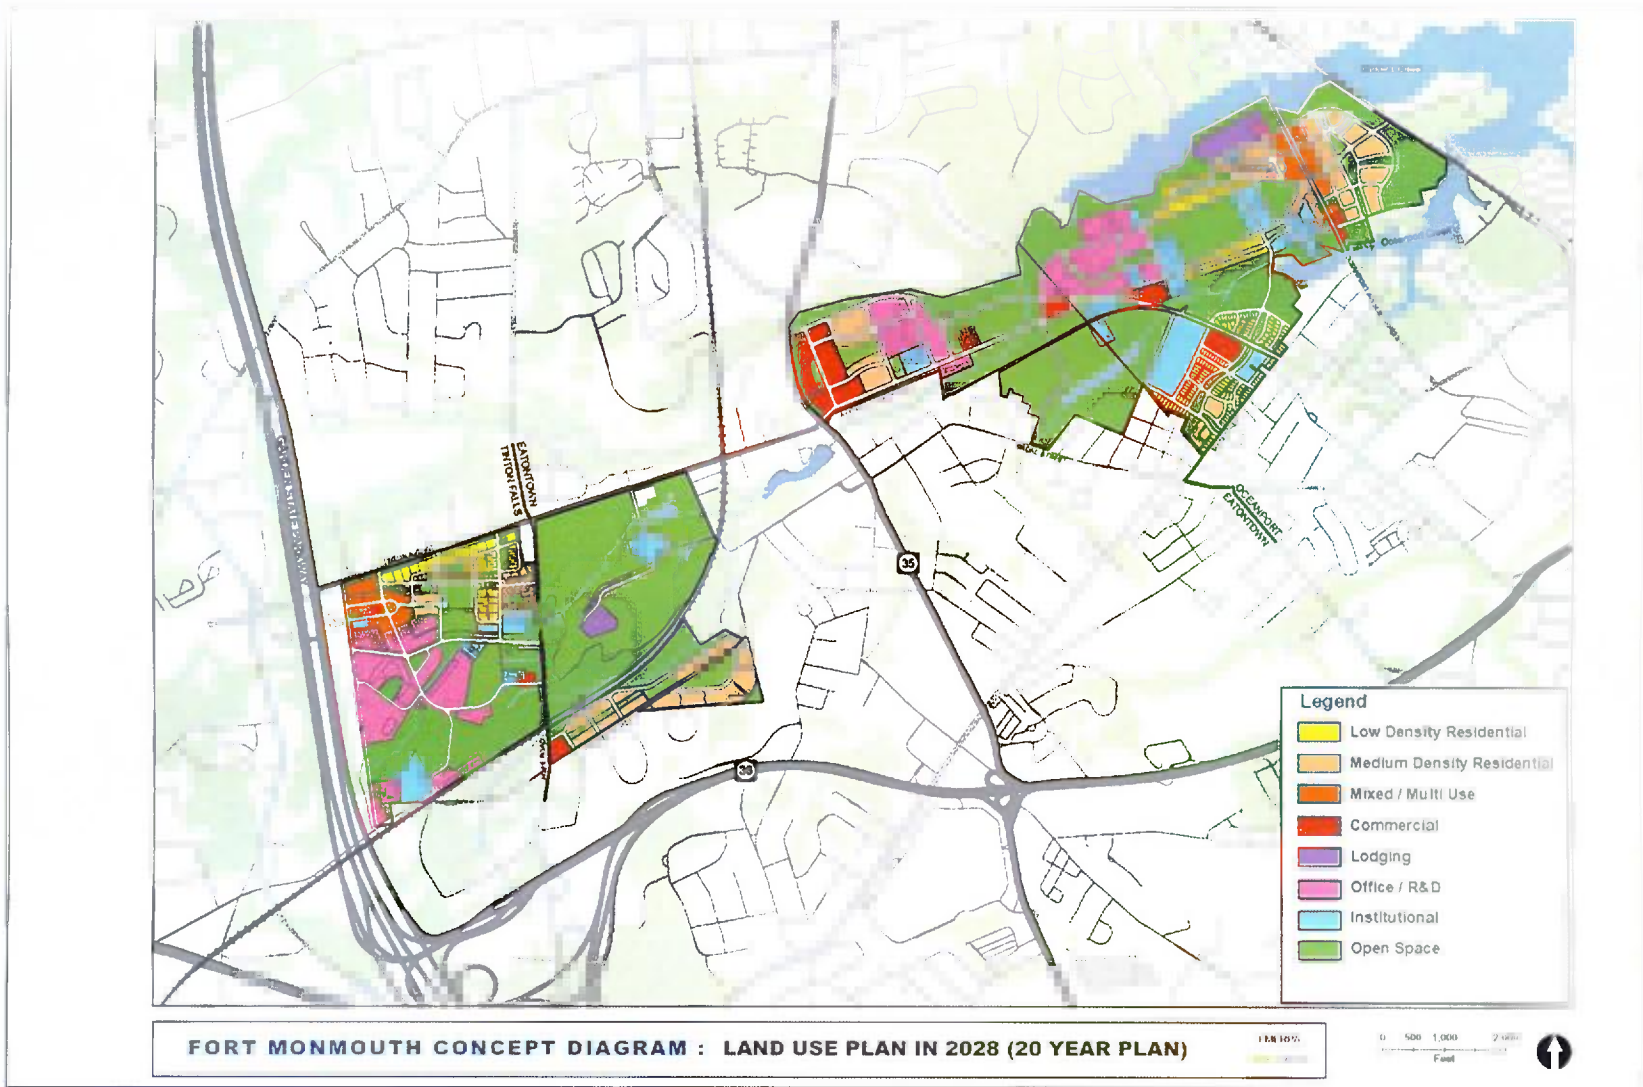 EATONTOWN
TINTON FALLS
35
OCEANPORT
EATONTOWN
Legend
Low Density Residential
Medium Density Residential
Mixed / Multi Use
Commercial
Lodging
Office / R&D
Institutional
Open Space
FORT MONMOUTH CONCEPT DIAGRAM : LAND USE PLAN IN 2028 (20 YEAR PLAN)
0 500 1,000
Feet